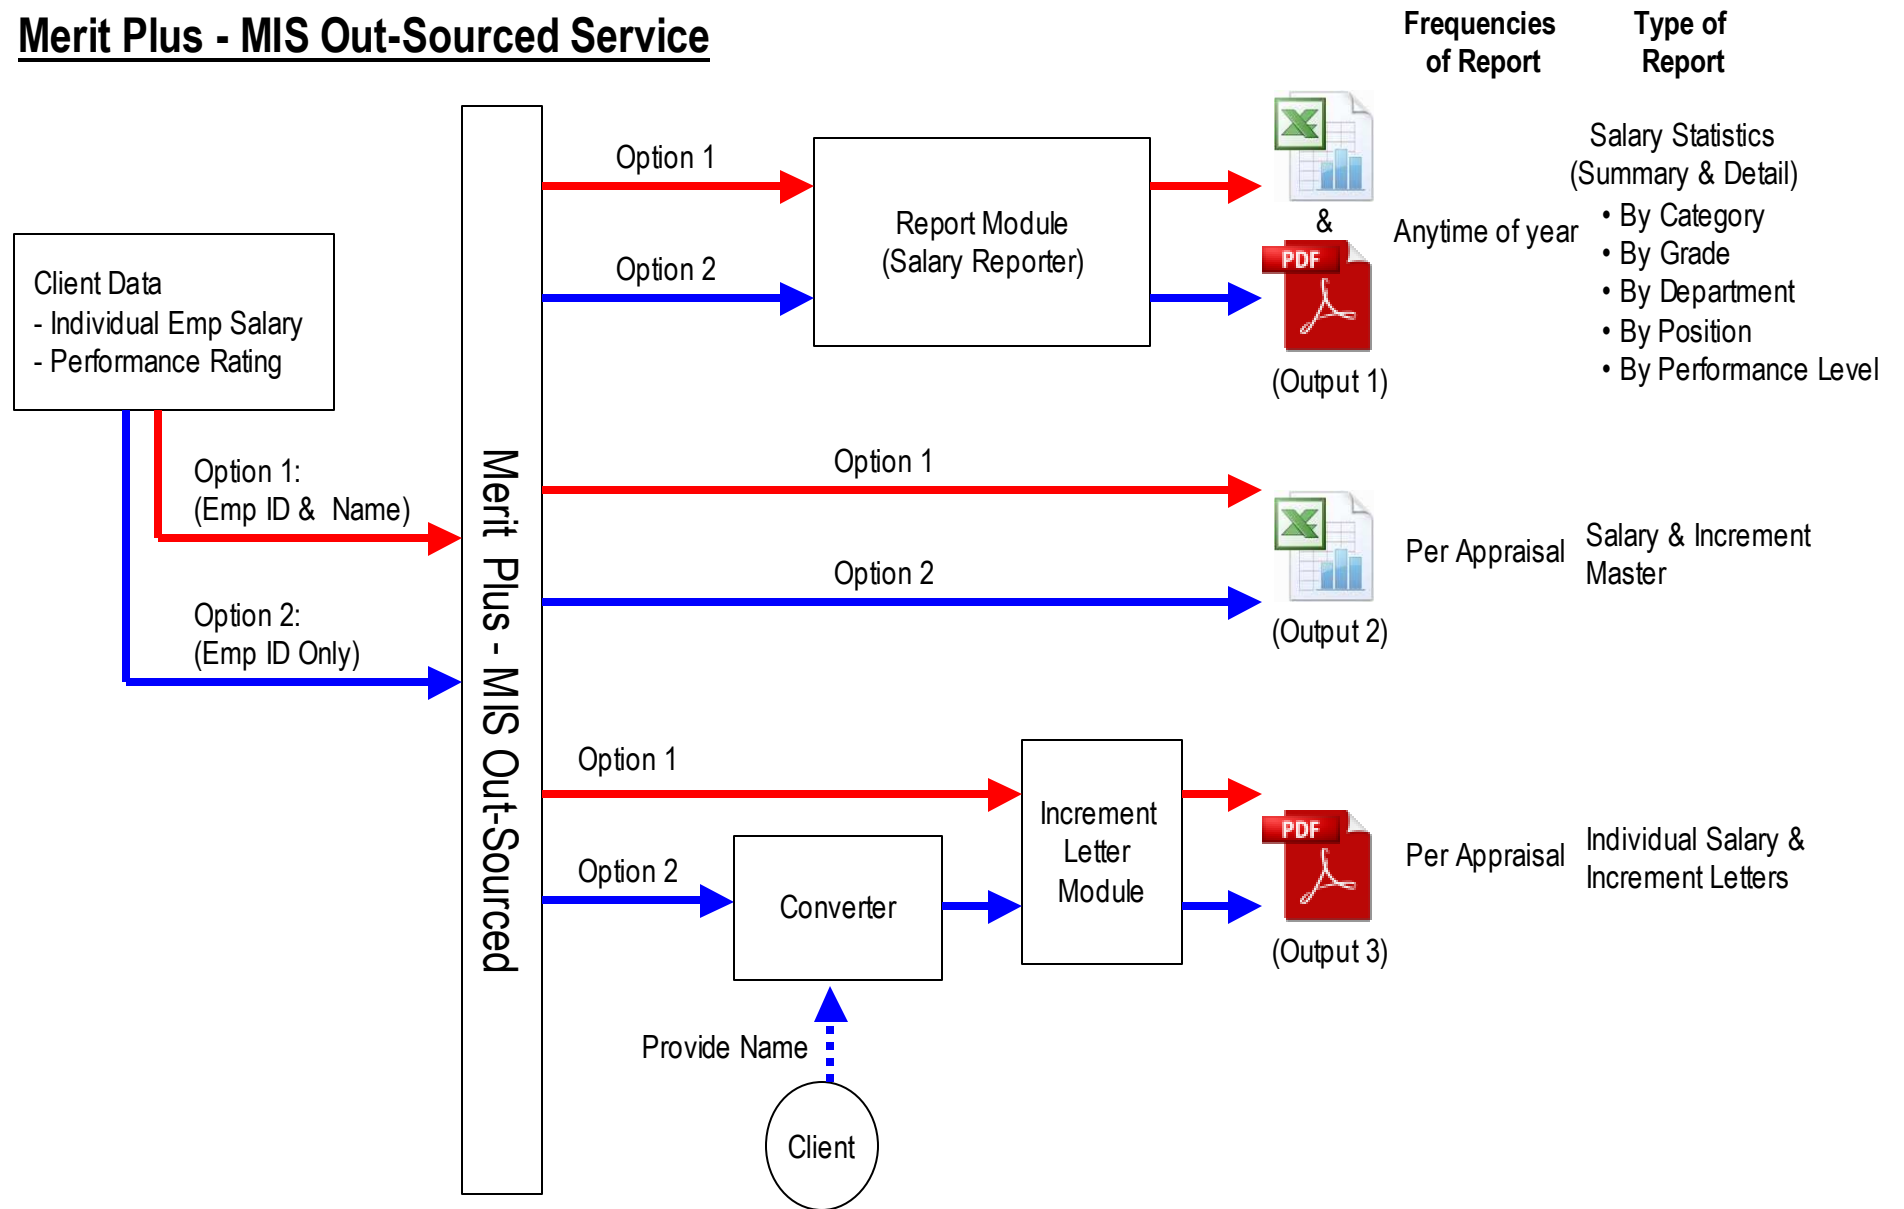 Merit Plus - MIS Out-Sourced Service
Frequencies
of Report
Type of
Report
Client Data
- Individual Emp Salary
- Performance Rating
Option 1:
(Emp ID & Name)
Option 2:
(Emp ID Only)
Merit Plus - MIS Out-Sourced
Option 1
Option 2
Report Module
(Salary Reporter)
&
PDF
(Output 1)
Anytime of year
Salary Statistics
(Summary & Detail)
• By Category
• By Grade
• By Department
• By Position
• By Performance Level
Option 1
Option 2
(Output 2)
Per Appraisal
Salary & Increment
Master
Option 1
Option 2
Converter
Increment
Letter
Module
PDF
(Output 3)
Per Appraisal
Individual Salary &
Increment Letters
Provide Name
Client